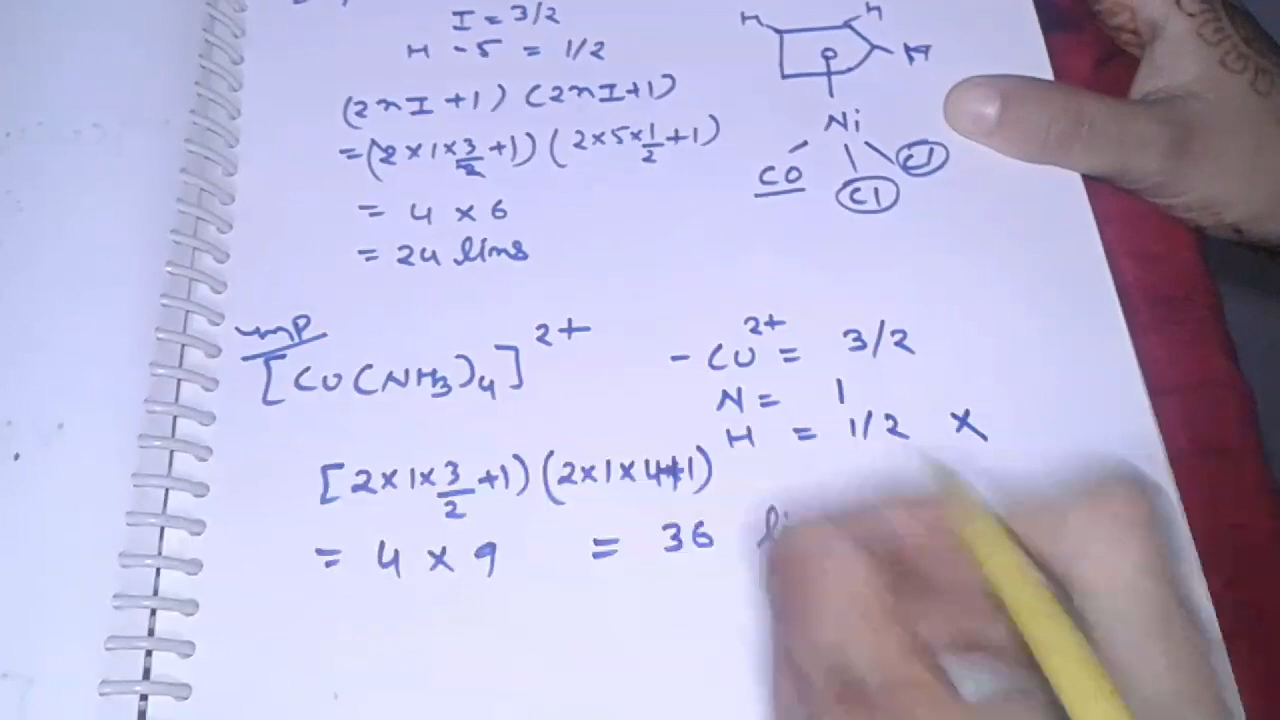 I = 3/2
H - 5 = 1/2
(2nI+1) (2nI+1)
= (2×1×3/2+1) (2×5×1/2+1)
= 4 × 6
= 24 lines
H H H
Ni
CO Cl Cl
imp
[Cu(NH3)4]2+
- Cu2+ = 3/2
N = 1
H = 1/2 ×
[2×1×3/2+1) (2×1×4+1)
= 4 × 9 = 36 li